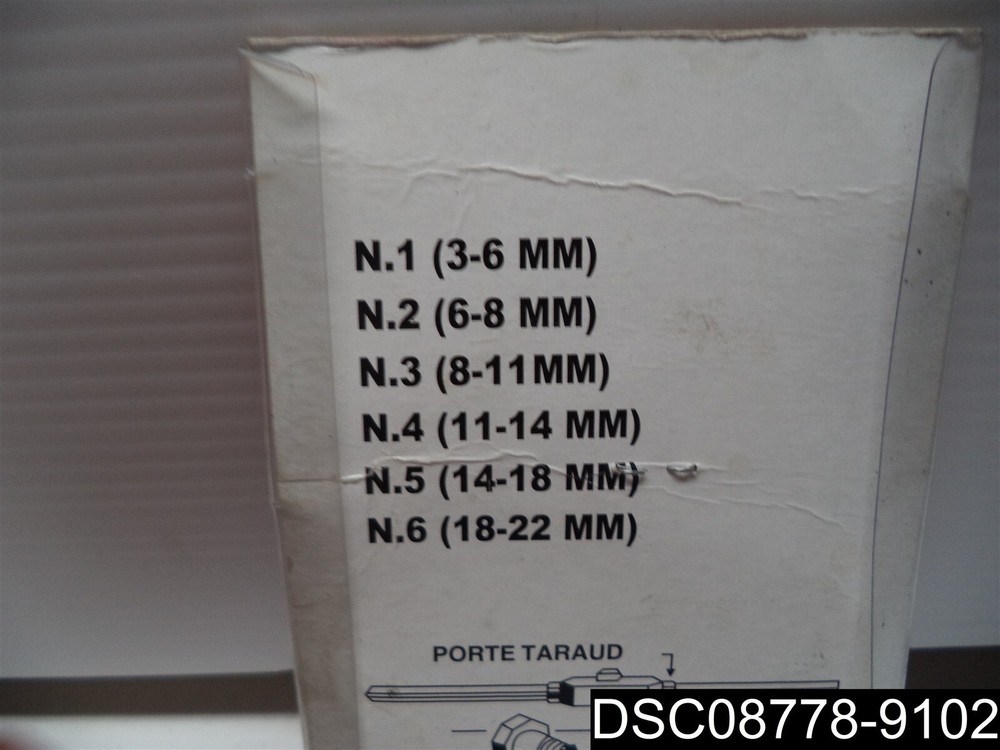 N.1 (3-6 MM)
N.2 (6-8 MM)
N.3 (8-11MM)
N.4 (11-14 MM)
N.5 (14-18 MM)
N.6 (18-22 MM)
PORTE TARAUD
DSC08778-9102